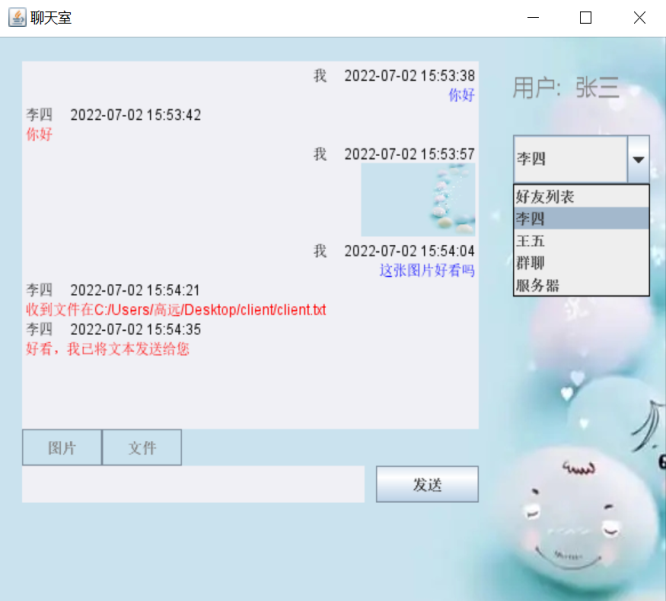 聊天室
我 2022-07-02 15:53:38
你好
李四 2022-07-02 15:53:42
你好
我 2022-07-02 15:53:57
我 2022-07-02 15:54:04
这张图片好看吗
李四 2022-07-02 15:54:21
收到文件在C:/Users/高远/Desktop/client/client.txt
李四 2022-07-02 15:54:35
好看，我已将文本发送给您
图片 文件
发送
用户: 张三
李四
好友列表
李四
王五
群聊
服务器